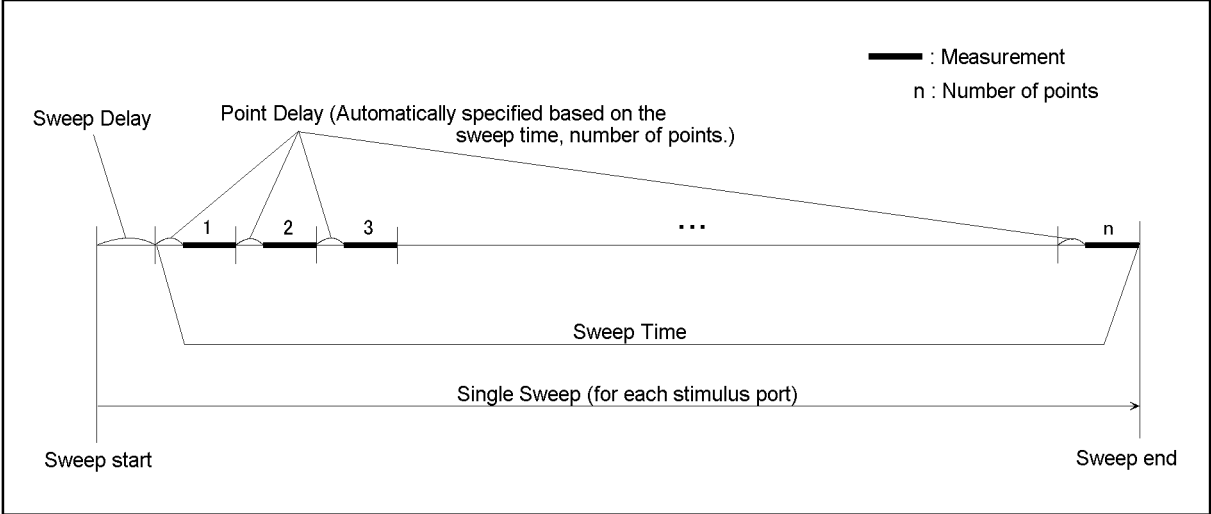 : Measurement
n : Number of points
Sweep Delay
Point Delay (Automatically specified based on the
sweep time, number of points.)
1 2 3 ... n
Sweep Time
Single Sweep (for each stimulus port)
Sweep start
Sweep end